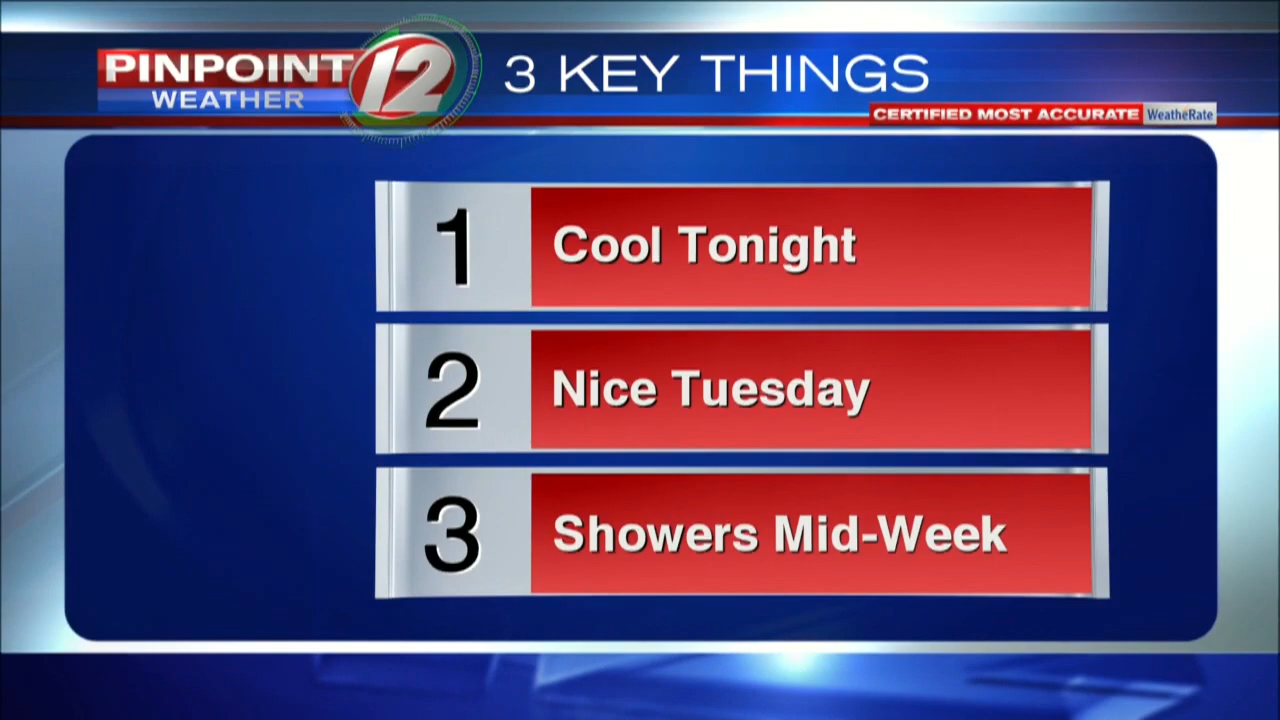 PINPOINT 12
WEATHER
3 KEY THINGS
CERTIFIED MOST ACCURATE WeatheRate
1 Cool Tonight
2 Nice Tuesday
3 Showers Mid-Week